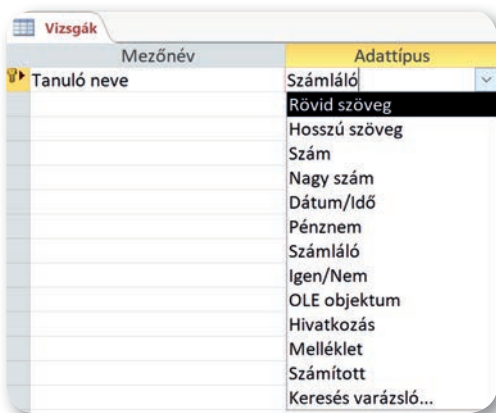 Vizsgák
Mezőnév Adattípus
Tanuló neve Számláló
Rövid szöveg
Hosszú szöveg
Szám
Nagy szám
Dátum/Idő
Pénznem
Számláló
Igen/Nem
OLE objektum
Hivatkozás
Melléklet
Számított
Keresés varázsló...